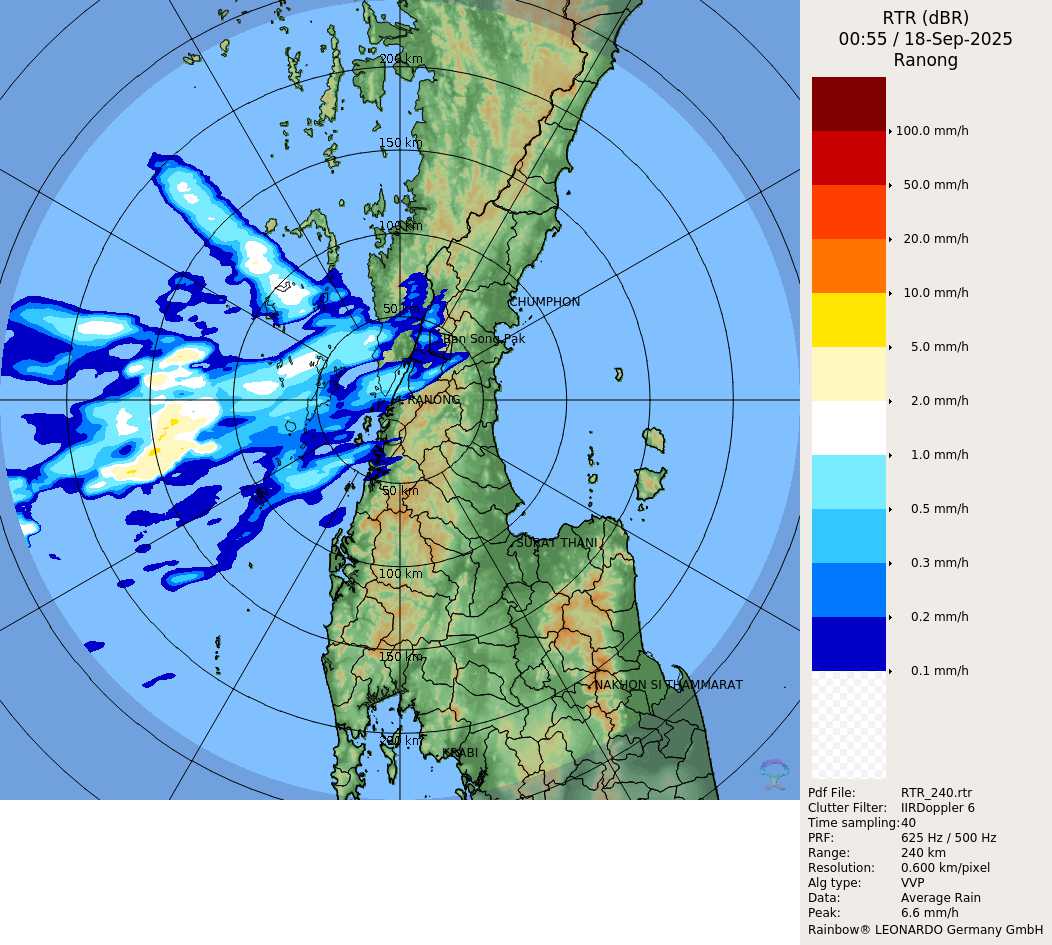 RTR (dBR)
00:55 / 18-Sep-2025
Ranong
200 km
150 km
100 km
50 km
CHUMPHON
Ban Song Pak
RANONG
50 km
SURAT THANI
100 km
150 km
NAKHON SI THAMMARAT
200 km
KRABI
100.0 mm/h
50.0 mm/h
20.0 mm/h
10.0 mm/h
5.0 mm/h
2.0 mm/h
1.0 mm/h
0.5 mm/h
0.3 mm/h
0.2 mm/h
0.1 mm/h
Pdf File: RTR_240.rtr
Clutter Filter: IIRDoppler 6
Time sampling: 40
PRF: 625 Hz / 500 Hz
Range: 240 km
Resolution: 0.600 km/pixel
Alg type: VVP
Data: Average Rain
Peak: 6.6 mm/h
Rainbow® LEONARDO Germany GmbH